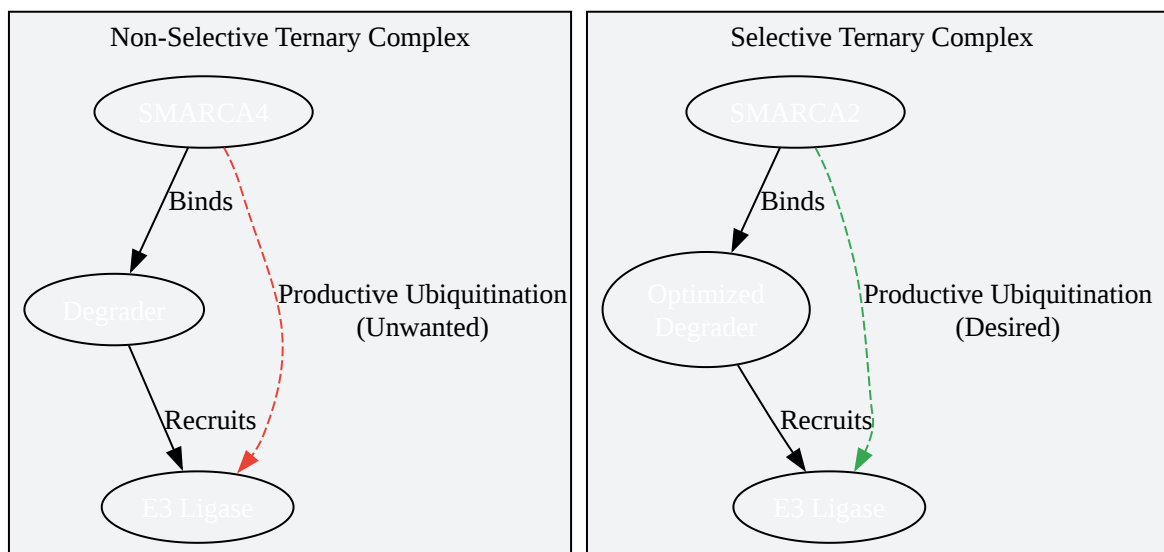 Non-Selective Ternary Complex
SMARCA4
Binds
Degrader
Productive Ubiquitination
(Unwanted)
Recruits
E3 Ligase
Selective Ternary Complex
SMARCA2
Binds
Optimized
Degrader
Productive Ubiquitination
(Desired)
Recruits
E3 Ligase